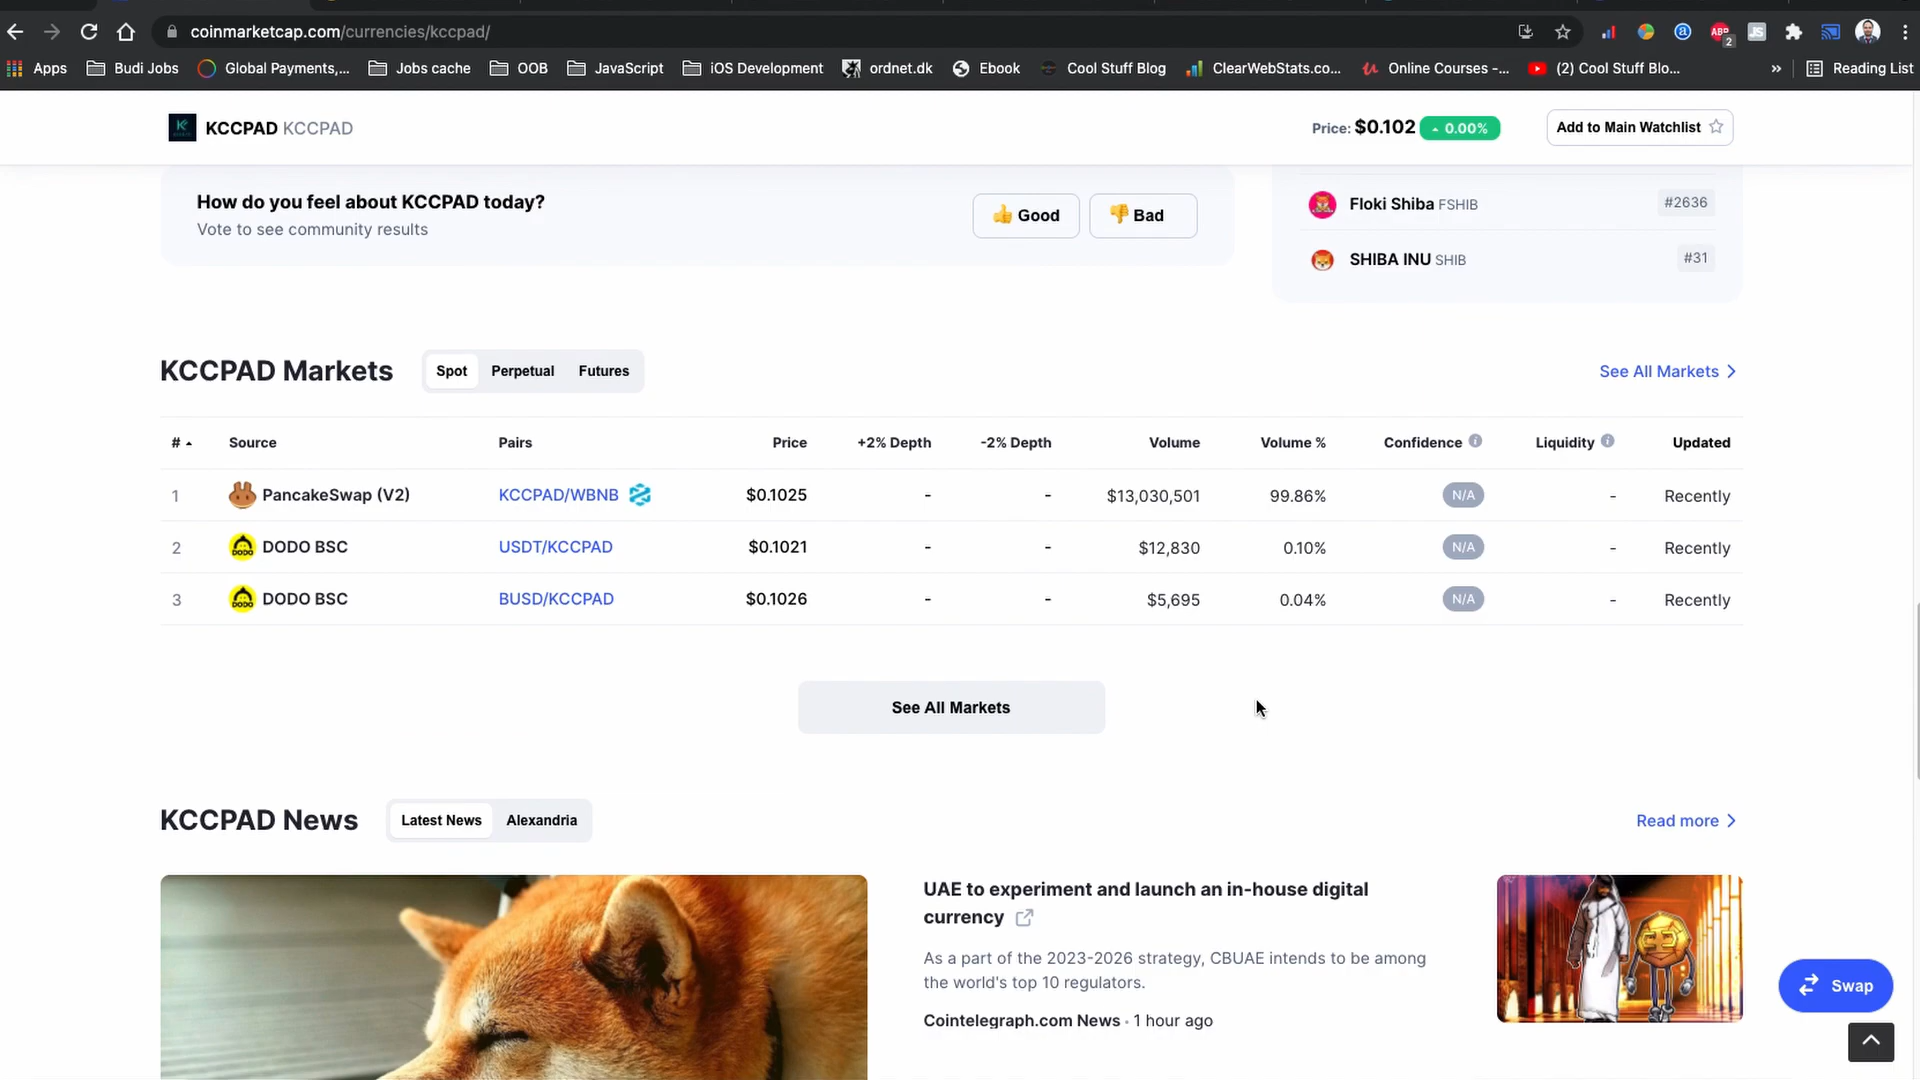 coinmarketcap.com/currencies/kccpad/
ABP
2
JS
Apps
Budi Jobs
Global Payments,...
Jobs cache
OOB
JavaScript
iOS Development
ordnet.dk
Ebook
Cool Stuff Blog
ClearWebStats.co...
Online Courses -...
(2) Cool Stuff Blo...
»
Reading List
KCCPAD KCCPAD
Price: $0.102 0.00%
Add to Main Watchlist
How do you feel about KCCPAD today?
Vote to see community results
👍 Good
👎 Bad
Floki Shiba FSHIB #2636
SHIBA INU SHIB #31
KCCPAD Markets Spot Perpetual Futures See All Markets
# Source Pairs Price +2% Depth -2% Depth Volume Volume % Confidence Liquidity Updated
1 PancakeSwap (V2) KCCPAD/WBNB $0.1025 - - $13,030,501 99.86% N/A - Recently
2 DODO BSC USDT/KCCPAD $0.1021 - - $12,830 0.10% N/A - Recently
3 DODO BSC BUSD/KCCPAD $0.1026 - - $5,695 0.04% N/A - Recently
See All Markets
KCCPAD News Latest News Alexandria Read more
UAE to experiment and launch an in-house digital
currency
As a part of the 2023-2026 strategy, CBUAE intends to be among
the world's top 10 regulators.
Cointelegraph.com News • 1 hour ago
Swap